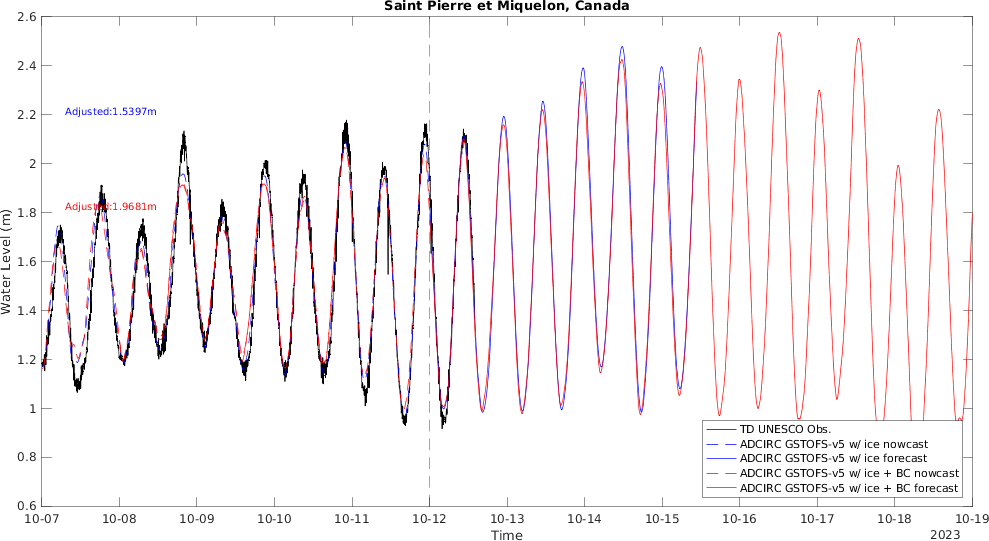 Saint Pierre et Miquelon, Canada
2.6
2.4
2.2
2
1.8
1.6
1.4
1.2
1
0.8
0.6
Water Level (m)
Adjusted:1.5397m
Adjusted:1.9681m
TD UNESCO Obs.
ADCIRC GSTOFS-v5 w/ ice nowcast
ADCIRC GSTOFS-v5 w/ ice forecast
ADCIRC GSTOFS-v5 w/ ice + BC nowcast
ADCIRC GSTOFS-v5 w/ ice + BC forecast
10-07 10-08 10-09 10-10 10-11 10-12 10-13 10-14 10-15 10-16 10-17 10-18 10-19
Time
2023